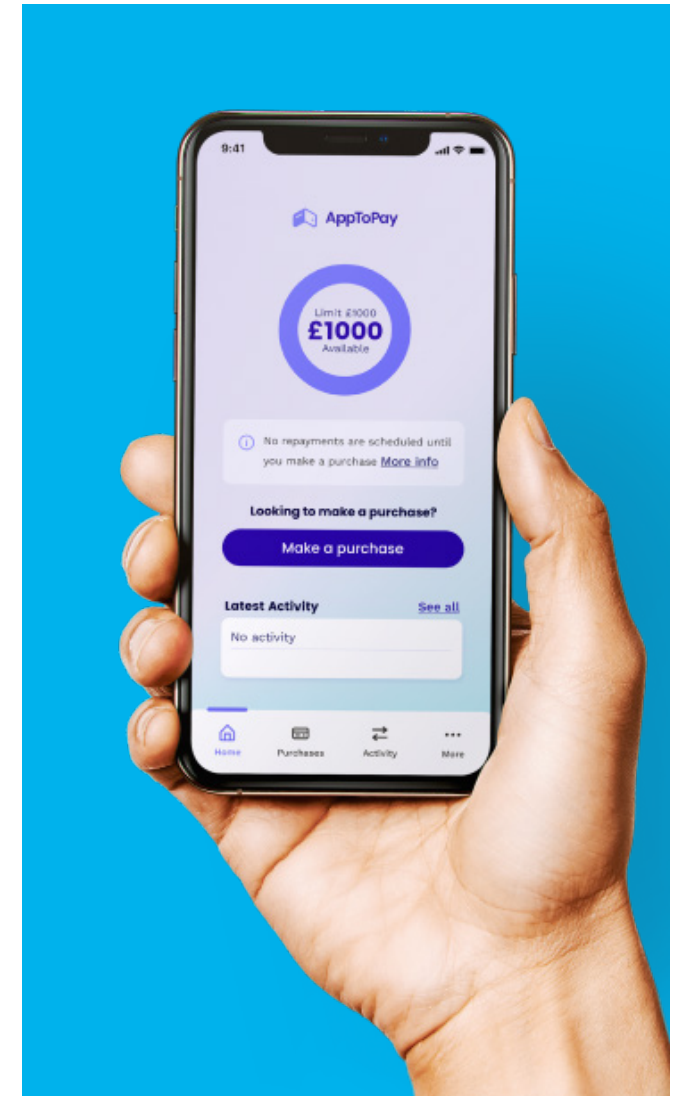 9:41
AppToPay
Limit £1000
£1000
Available
No repayments are scheduled until
you make a purchase More info
Looking to make a purchase?
Make a purchase
Latest Activity
See all
No activity
Home
Purchases
Activity
More